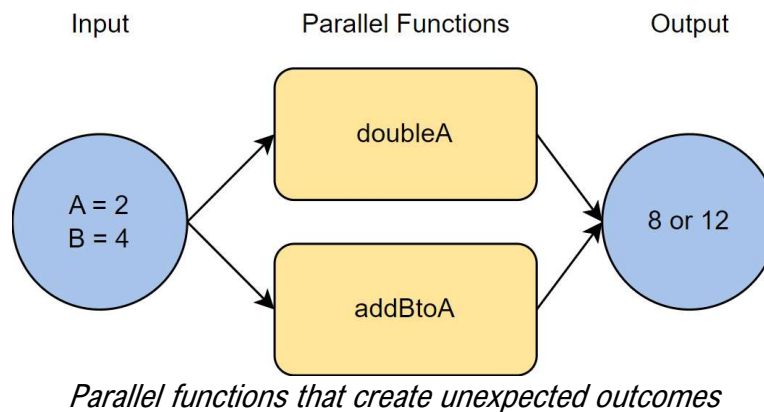 Input Parallel Functions Output
doubleA
A = 2
B = 4
8 or 12
addBtoA
Parallel functions that create unexpected outcomes